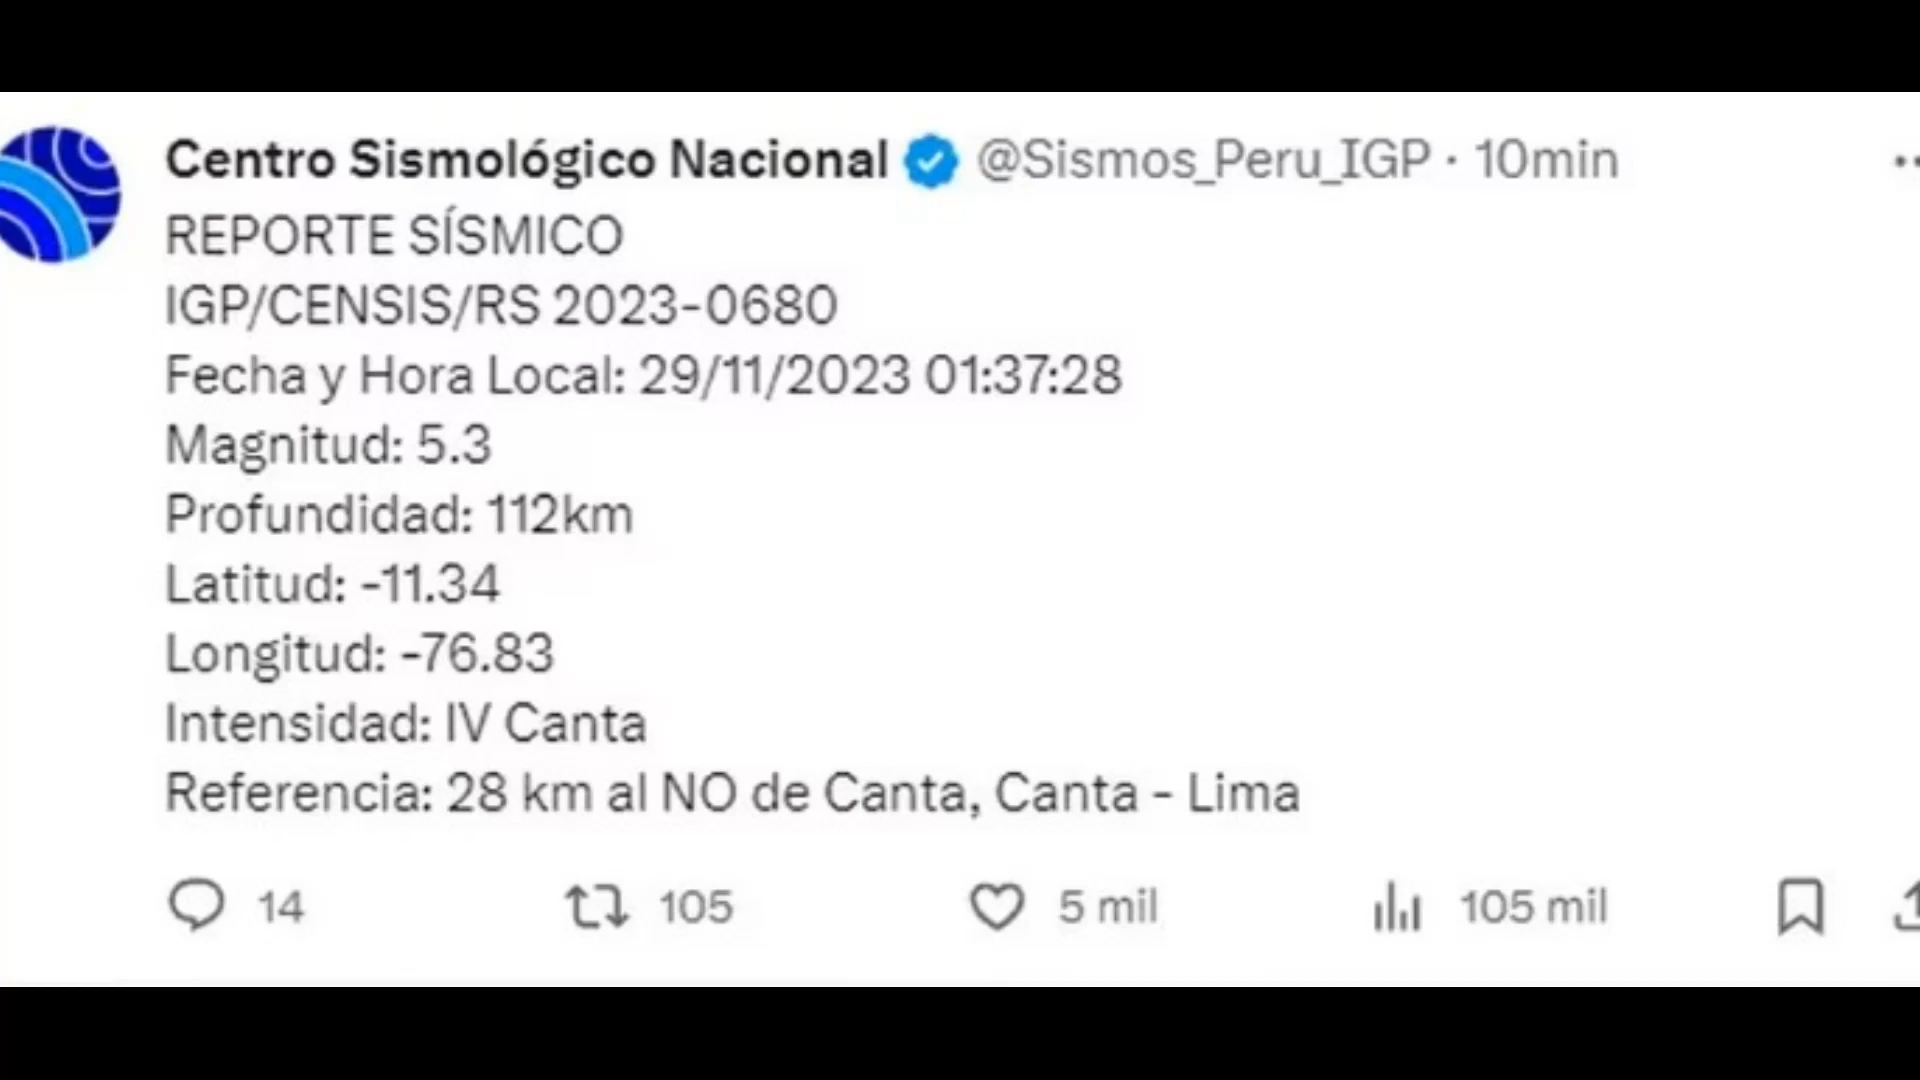 Centro Sismológico Nacional @Sismos_Peru_IGP · 10min
REPORTE SÍSMICO
IGP/CENSIS/RS 2023-0680
Fecha y Hora Local: 29/11/2023 01:37:28
Magnitud: 5.3
Profundidad: 112km
Latitud: -11.34
Longitud: -76.83
Intensidad: IV Canta
Referencia: 28 km al NO de Canta, Canta - Lima
14 105 5 mil 105 mil